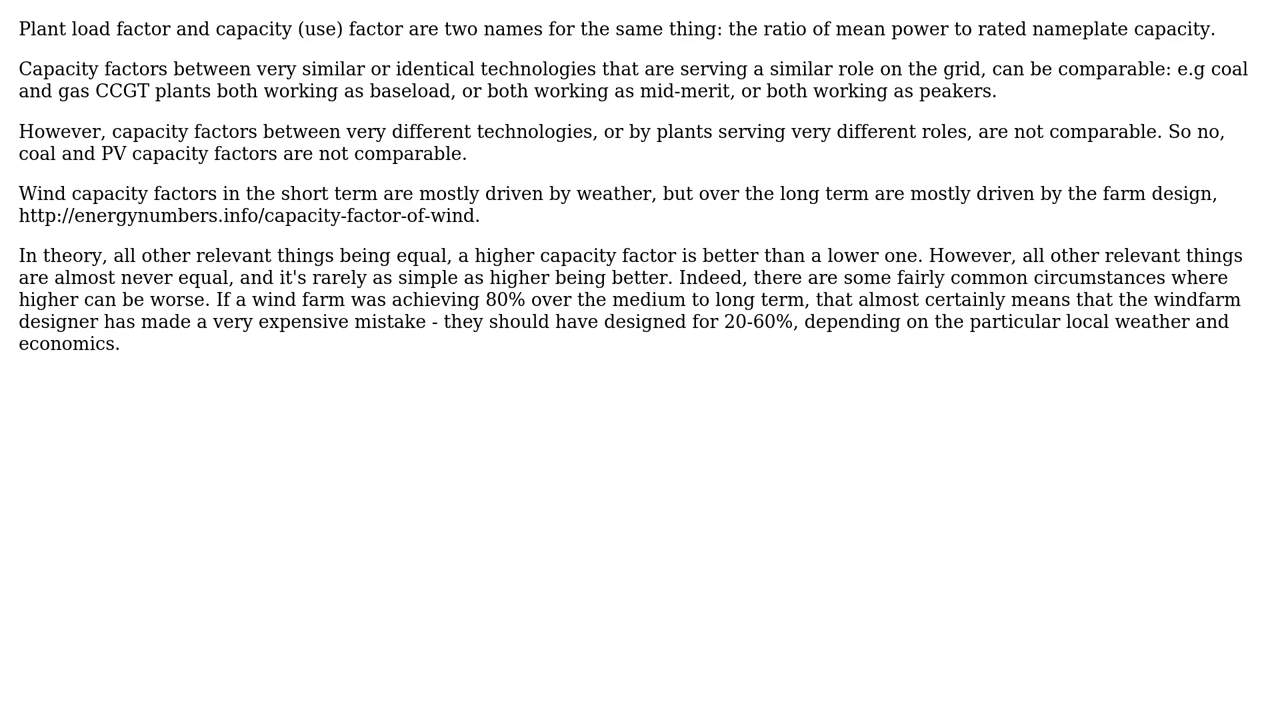 Plant load factor and capacity (use) factor are two names for the same thing: the ratio of mean power to rated nameplate capacity.
Capacity factors between very similar or identical technologies that are serving a similar role on the grid, can be comparable: e.g coal
and gas CCGT plants both working as baseload, or both working as mid-merit, or both working as peakers.
However, capacity factors between very different technologies, or by plants serving very different roles, are not comparable. So no,
coal and PV capacity factors are not comparable.
Wind capacity factors in the short term are mostly driven by weather, but over the long term are mostly driven by the farm design,
http://energynumbers.info/capacity-factor-of-wind.
In theory, all other relevant things being equal, a higher capacity factor is better than a lower one. However, all other relevant things
are almost never equal, and it's rarely as simple as higher being better. Indeed, there are some fairly common circumstances where
higher can be worse. If a wind farm was achieving 80% over the medium to long term, that almost certainly means that the windfarm
designer has made a very expensive mistake - they should have designed for 20-60%, depending on the particular local weather and
economics.